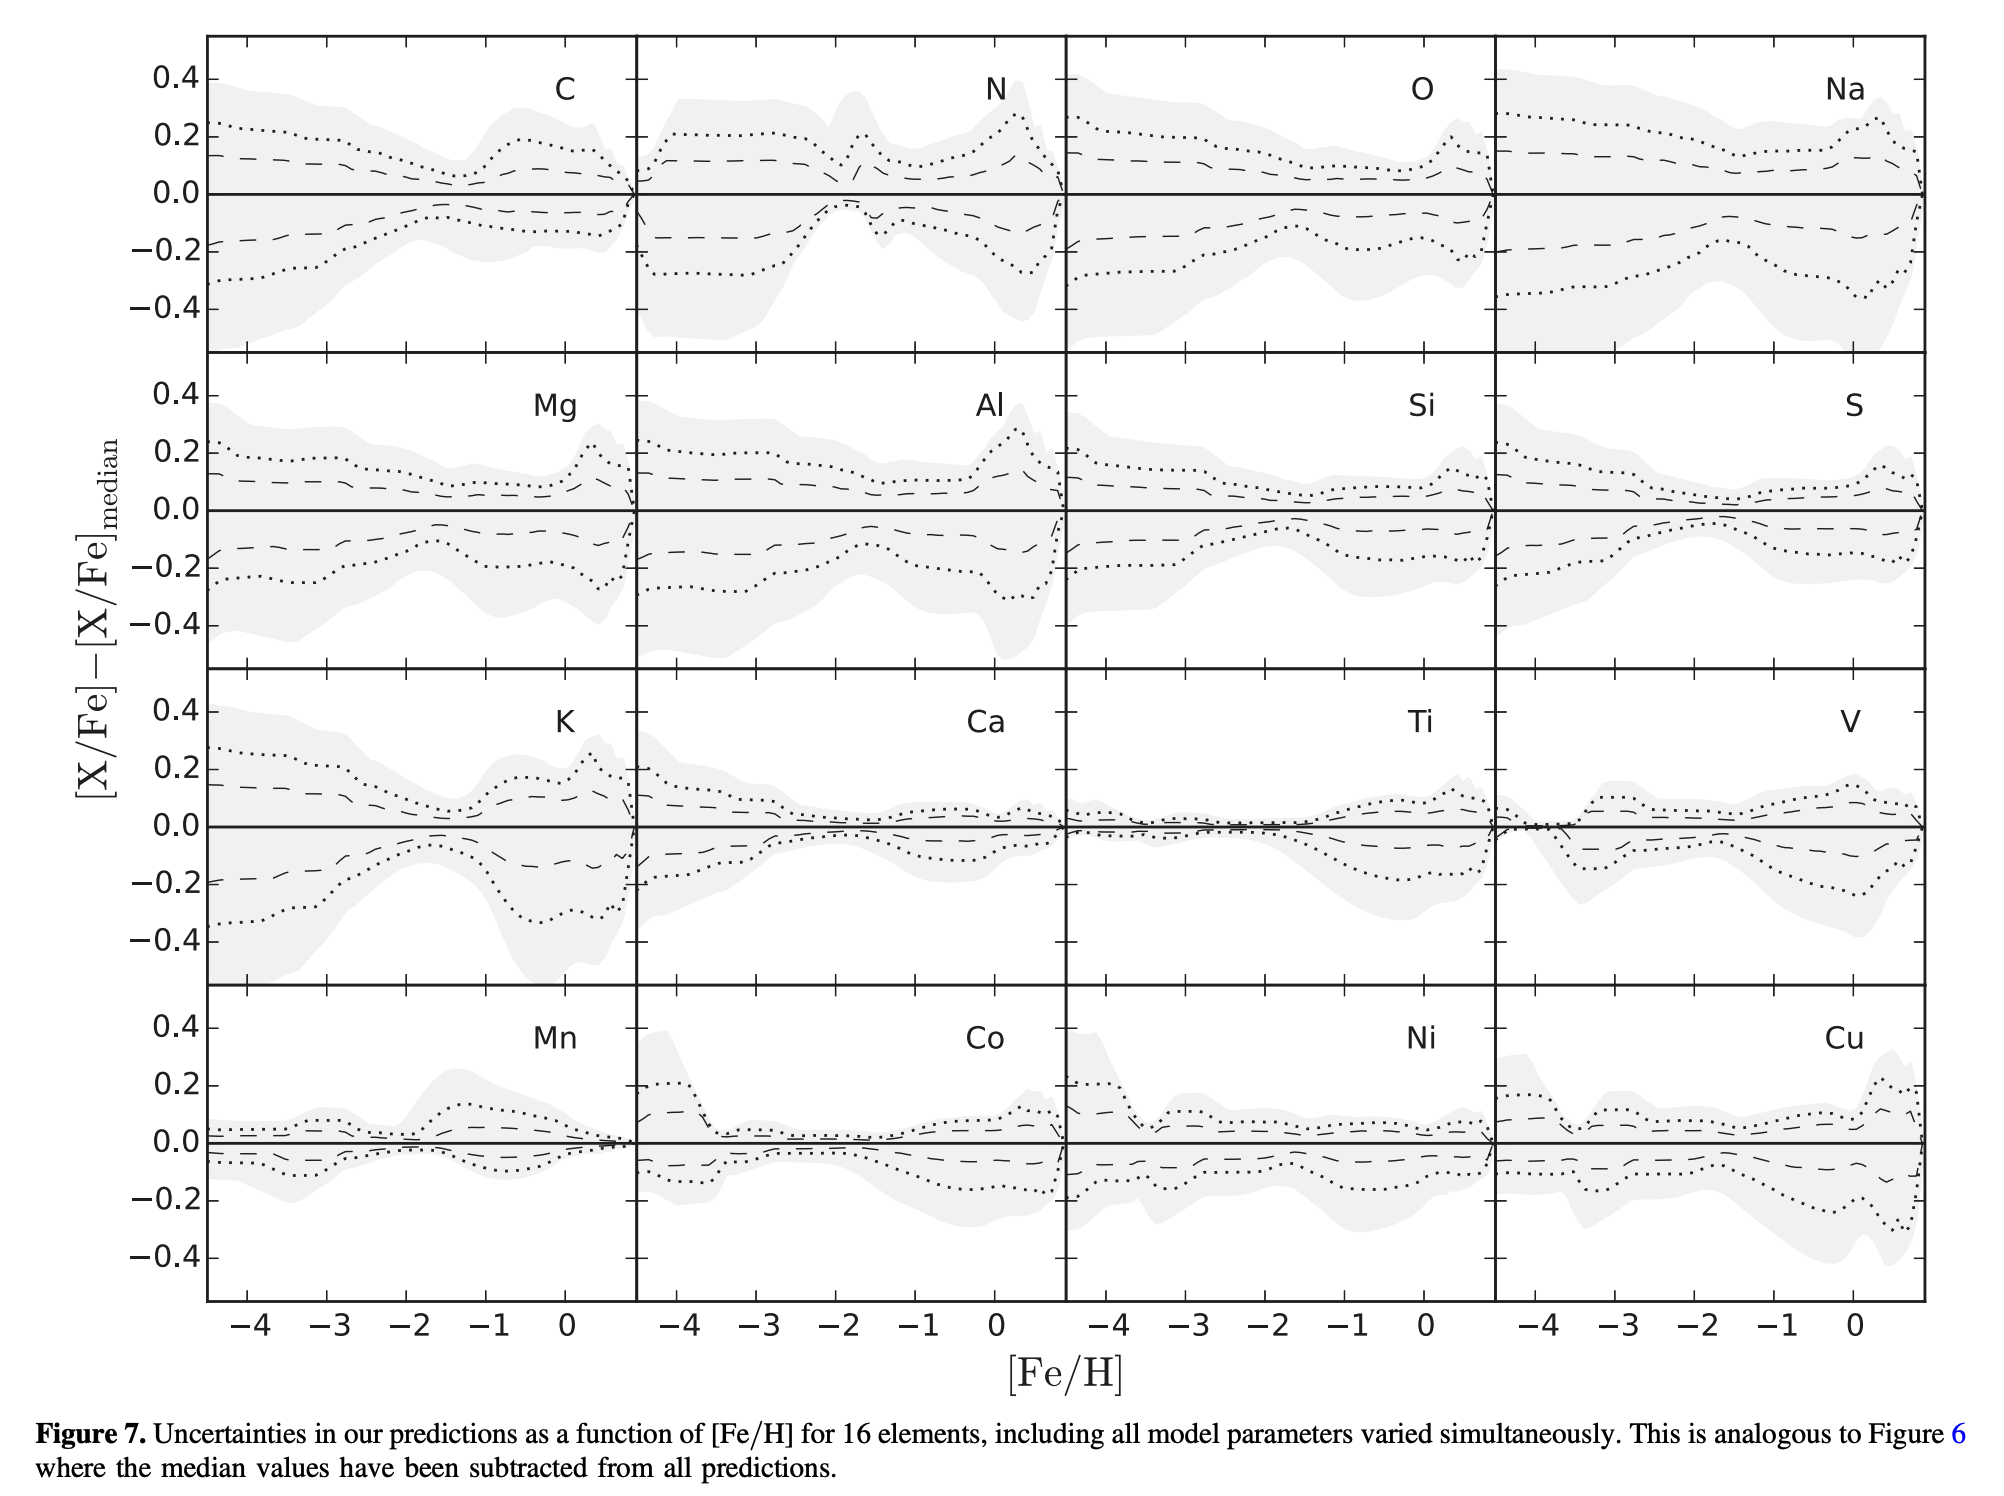 0.4
0.2
0.0
−0.2
−0.4
C
N
O
Na
0.4
0.2
0.0
−0.2
−0.4
Mg
Al
Si
S
0.4
0.2
0.0
−0.2
−0.4
K
Ca
Ti
V
0.4
0.2
0.0
−0.2
−0.4
Mn
Co
Ni
Cu
[X/Fe]−[X/Fe]median
−4 −3 −2 −1 0 −4 −3 −2 −1 0 −4 −3 −2 −1 0 −4 −3 −2 −1 0
[Fe/H]
Figure 7. Uncertainties in our predictions as a function of [Fe/H] for 16 elements, including all model parameters varied simultaneously. This is analogous to Figure 6
where the median values have been subtracted from all predictions.